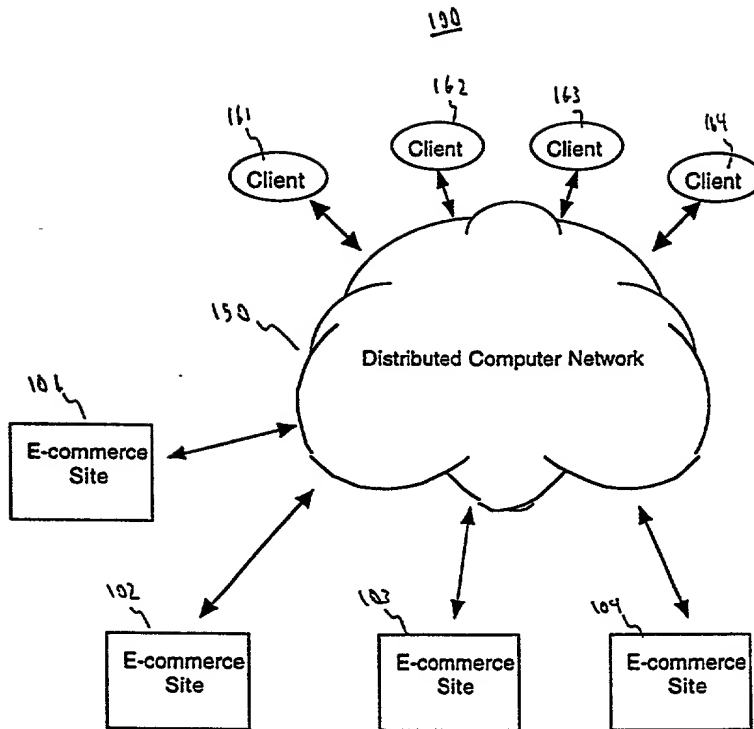 100
161
162
163
164
Client
Client
Client
Client
150
Distributed Computer Network
106
E-commerce
Site
102
103
104
E-commerce
Site
E-commerce
Site
E-commerce
Site